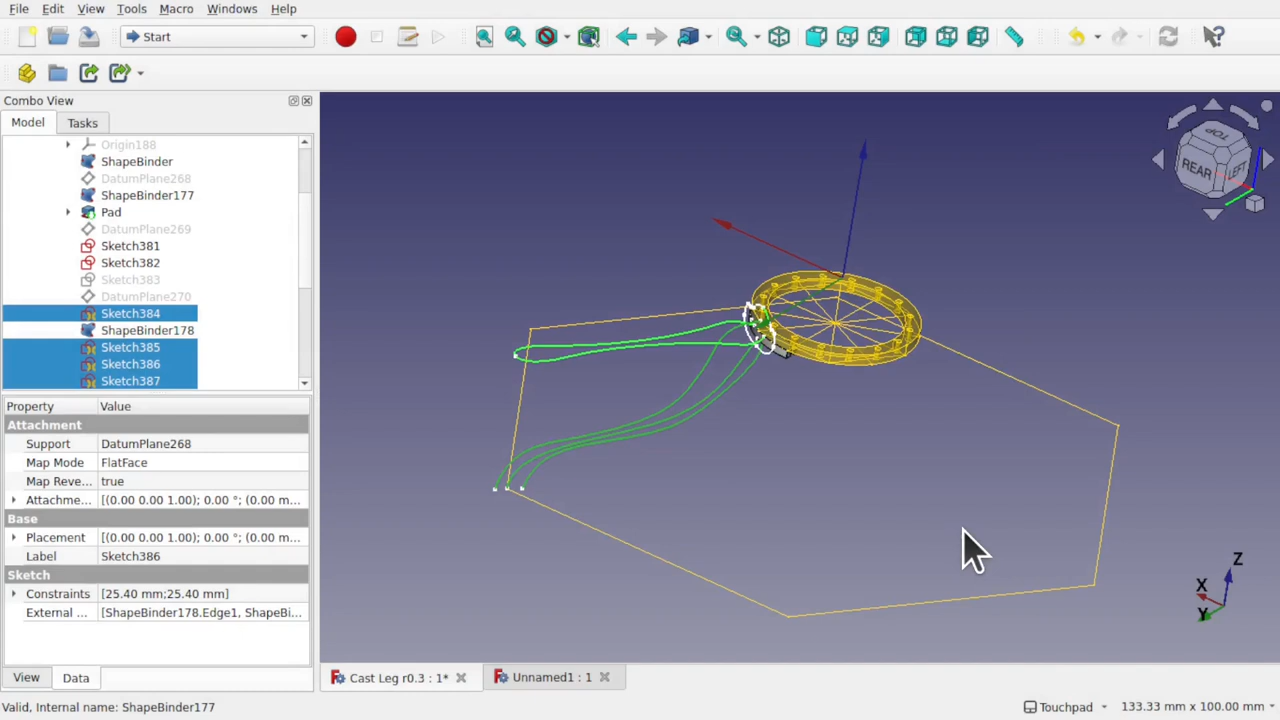 File Edit View Tools Macro Windows Help
Start
Combo View
Model Tasks
Origin188
ShapeBinder
DatumPlane268
ShapeBinder177
Pad
DatumPlane269
Sketch381
Sketch382
Sketch383
DatumPlane270
Sketch384
ShapeBinder178
Sketch385
Sketch386
Sketch387
Property Value
Attachment
Support DatumPlane268
Map Mode FlatFace
Map Reve... true
Attachme... [(0.00 0.00 1.00); 0.00 °; (0.00 m...
Base
Placement [(0.00 0.00 1.00); 0.00 °; (0.00 m...
Label Sketch386
Sketch
Constraints [25.40 mm;25.40 mm]
External ... [ShapeBinder178.Edge1, ShapeBi...
View Data
TOP
REAR LEFT
Z
X
Y
Cast Leg r0.3 : 1* Unnamed1 : 1
Valid, Internal name: ShapeBinder177
Touchpad 133.33 mm x 100.00 mm